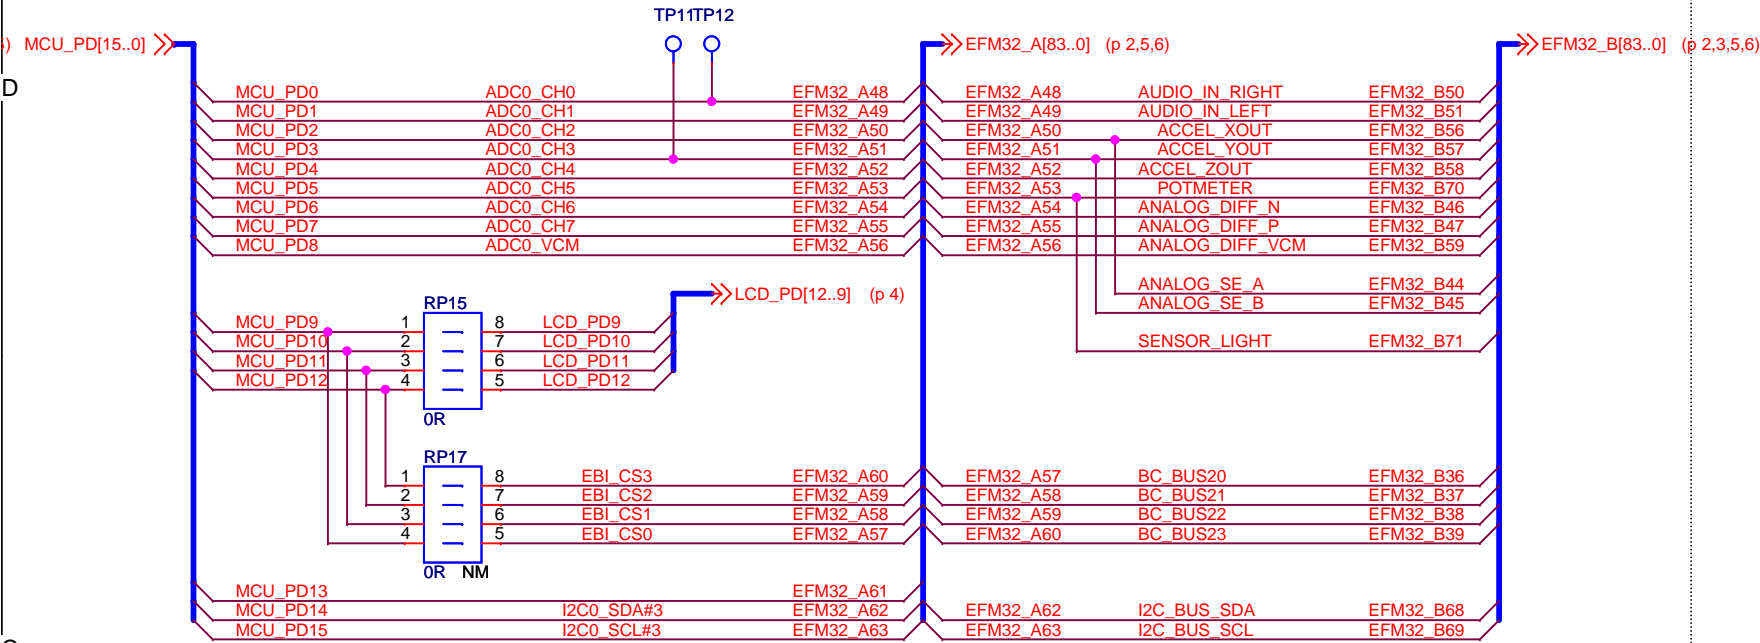 TP11TP12
) MCU_PD[15..0] EFM32_A[83..0] (p 2,5,6) EFM32_B[83..0] (p 2,3,5,6)
D
MCU_PD0 ADC0_CH0 EFM32_A48 EFM32_A48 AUDIO_IN_RIGHT EFM32_B50
MCU_PD1 ADC0_CH1 EFM32_A49 EFM32_A49 AUDIO_IN_LEFT EFM32_B51
MCU_PD2 ADC0_CH2 EFM32_A50 EFM32_A50 ACCEL_XOUT EFM32_B56
MCU_PD3 ADC0_CH3 EFM32_A51 EFM32_A51 ACCEL_YOUT EFM32_B57
MCU_PD4 ADC0_CH4 EFM32_A52 EFM32_A52 ACCEL_ZOUT EFM32_B58
MCU_PD5 ADC0_CH5 EFM32_A53 EFM32_A53 POTMETER EFM32_B70
MCU_PD6 ADC0_CH6 EFM32_A54 EFM32_A54 ANALOG_DIFF_N EFM32_B46
MCU_PD7 ADC0_CH7 EFM32_A55 EFM32_A55 ANALOG_DIFF_P EFM32_B47
MCU_PD8 ADC0_VCM EFM32_A56 EFM32_A56 ANALOG_DIFF_VCM EFM32_B59
ANALOG_SE_A EFM32_B44
LCD_PD[12..9] (p 4)
RP15 ANALOG_SE_B EFM32_B45
MCU_PD9 1 8 LCD_PD9
MCU_PD10 2 7 LCD_PD10 SENSOR_LIGHT EFM32_B71
MCU_PD11 3 6 LCD_PD11
MCU_PD12 4 5 LCD_PD12
0R
RP17
1 8 EBI_CS3 EFM32_A60 EFM32_A57 BC_BUS20 EFM32_B36
2 7 EBI_CS2 EFM32_A59 EFM32_A58 BC_BUS21 EFM32_B37
3 6 EBI_CS1 EFM32_A58 EFM32_A59 BC_BUS22 EFM32_B38
4 5 EBI_CS0 EFM32_A57 EFM32_A60 BC_BUS23 EFM32_B39
0R NM
MCU_PD13 EFM32_A61
MCU_PD14 I2C0_SDA#3 EFM32_A62 EFM32_A62 I2C_BUS_SDA EFM32_B68
MCU_PD15 I2C0_SCL#3 EFM32_A63 EFM32_A63 I2C_BUS_SCL EFM32_B69